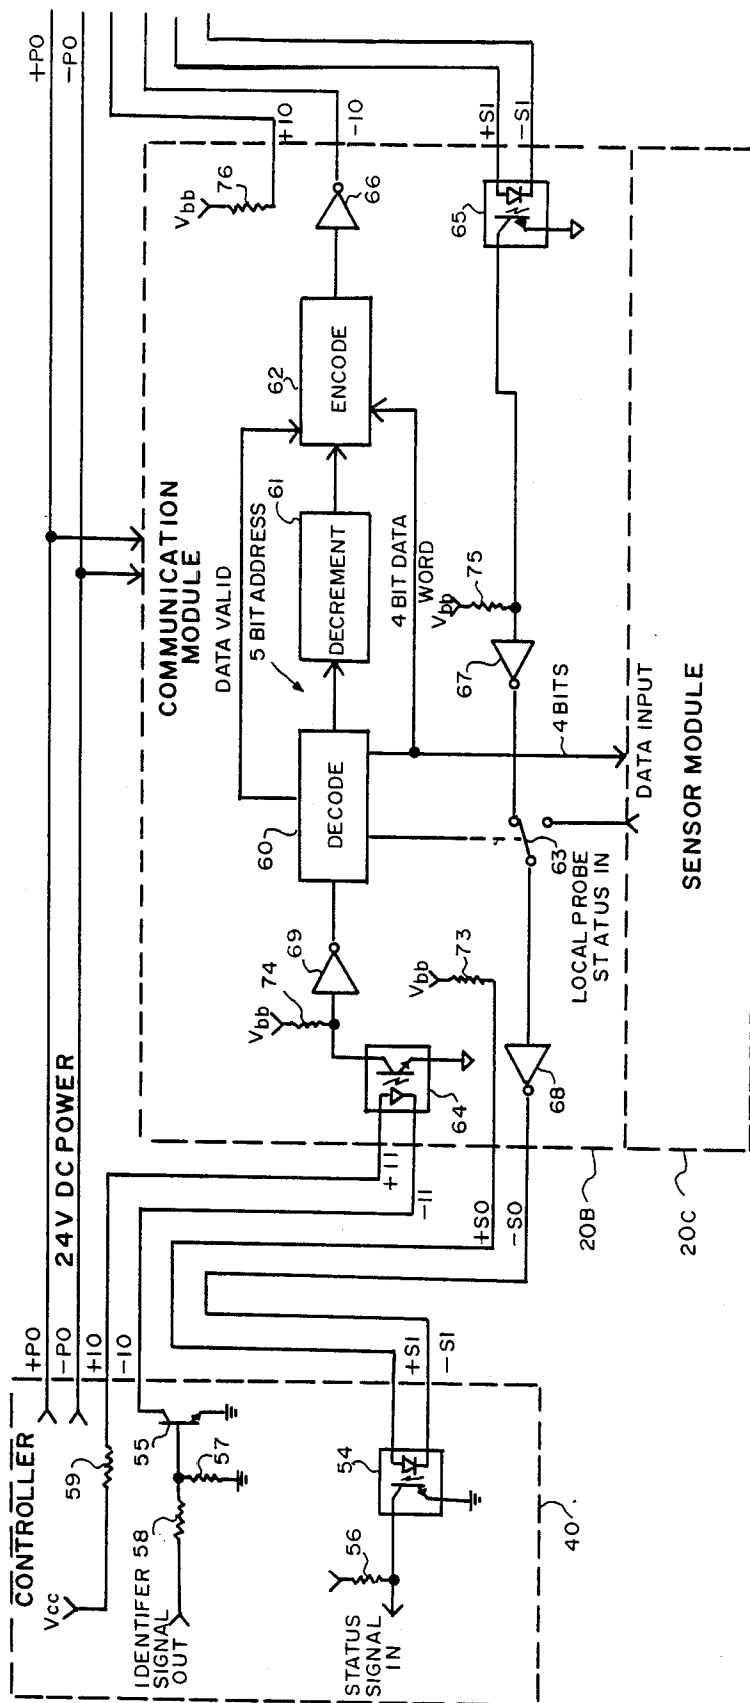 CONTROLLER
+PO
-PO
+IO
-IO
24V DC POWER
+PO
-PO
Vcc
59
IDENTIFER
SIGNAL
OUT
58
55
57
STATUS
SIGNAL
IN
56
54
+SI
-SI
40
+II
-II
+SO
-SO
COMMUNICATION
MODULE
DATA VALID
5 BIT ADDRESS
Vbb
74
69
64
60
DECODE
61
DECREMENT
62
ENCODE
4 BIT DATA
WORD
Vbb
76
66
+IO
-IO
Vbb
73
68
LOCAL PROBE
STATUS IN
63
67
Vbb
75
65
+SI
-SI
4 BITS
DATA INPUT
SENSOR MODULE
20B
20C